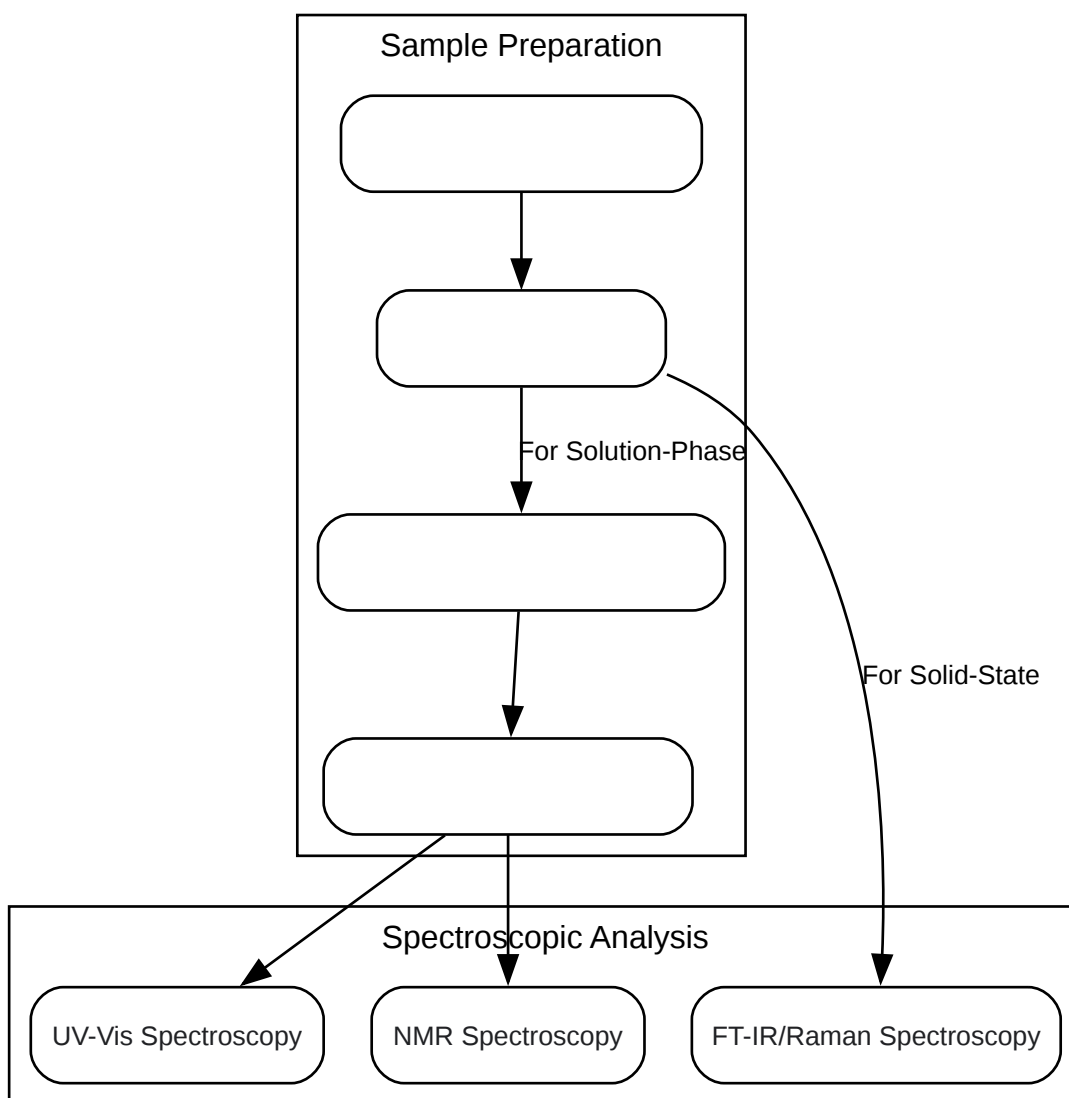 Sample Preparation
For Solution-Phase
For Solid-State
Spectroscopic Analysis
UV-Vis Spectroscopy
NMR Spectroscopy
FT-IR/Raman Spectroscopy